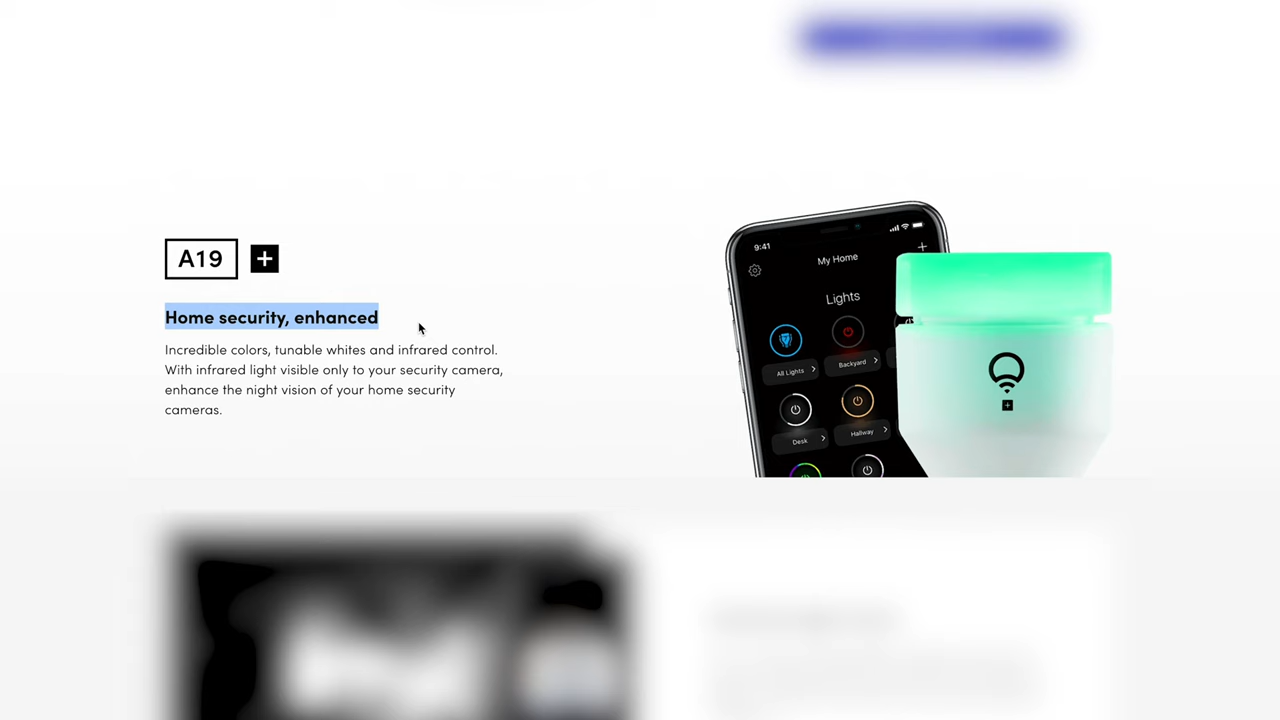 A19 +
Home security, enhanced
Incredible colors, tunable whites and infrared control.
With infrared light visible only to your security camera,
enhance the night vision of your home security
cameras.
9:41
My Home
+
Lights
All Lights >
Backyard >
Desk >
Hallway >
+